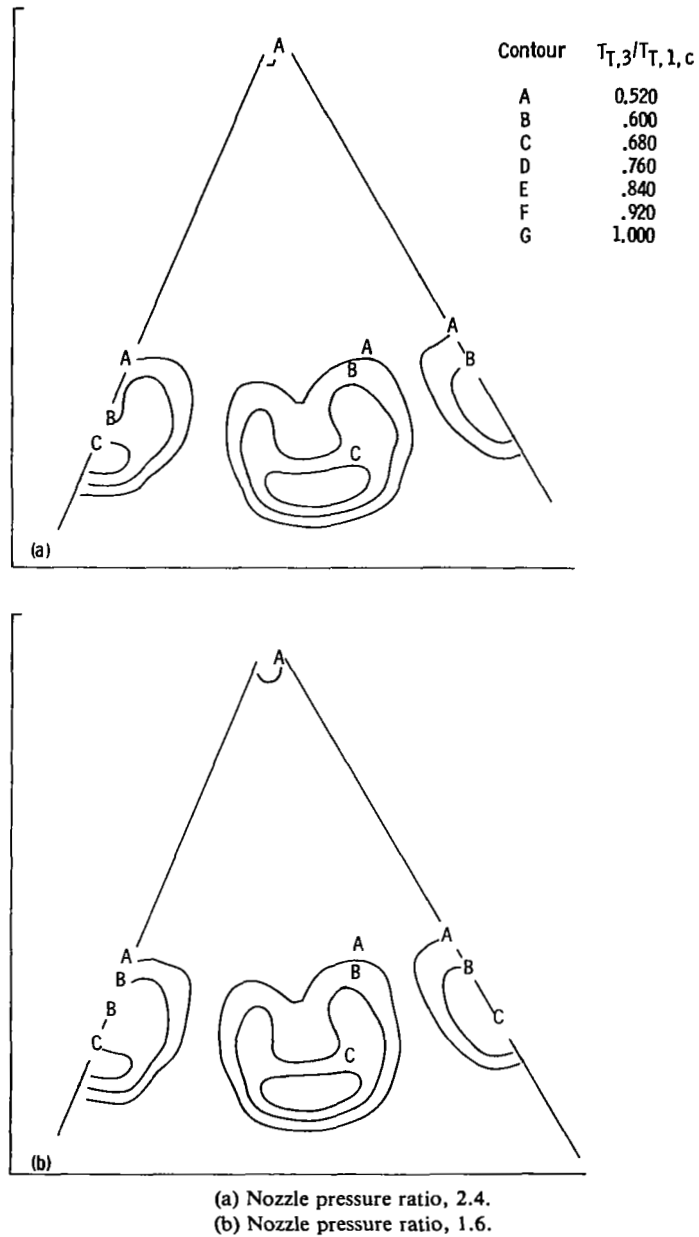 A
Contour T_T,3/T_T,1,c
A 0.520
B .600
C .680
D .760
E .840
F .920
G 1.000
A
A A B
B
B
C C
(a)
A
A
A A
B B B
B C
C C
(b)
(a) Nozzle pressure ratio, 2.4.
(b) Nozzle pressure ratio, 1.6.